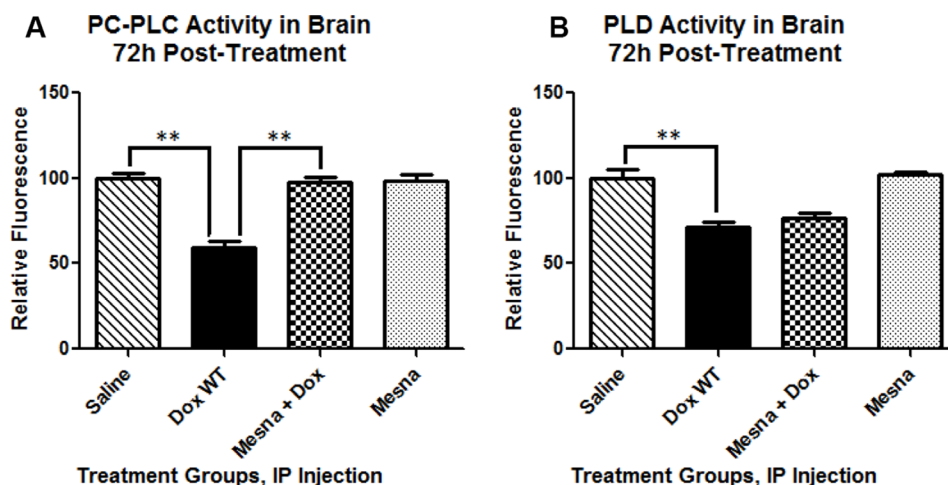 A
PC-PLC Activity in Brain
72h Post-Treatment
Relative Fluorescence
150
100
50
0
**
**
Saline
Dox WT
Mesna + Dox
Mesna
Treatment Groups, IP Injection
B
PLD Activity in Brain
72h Post-Treatment
Relative Fluorescence
150
100
50
0
**
Saline
Dox WT
Mesna + Dox
Mesna
Treatment Groups, IP Injection